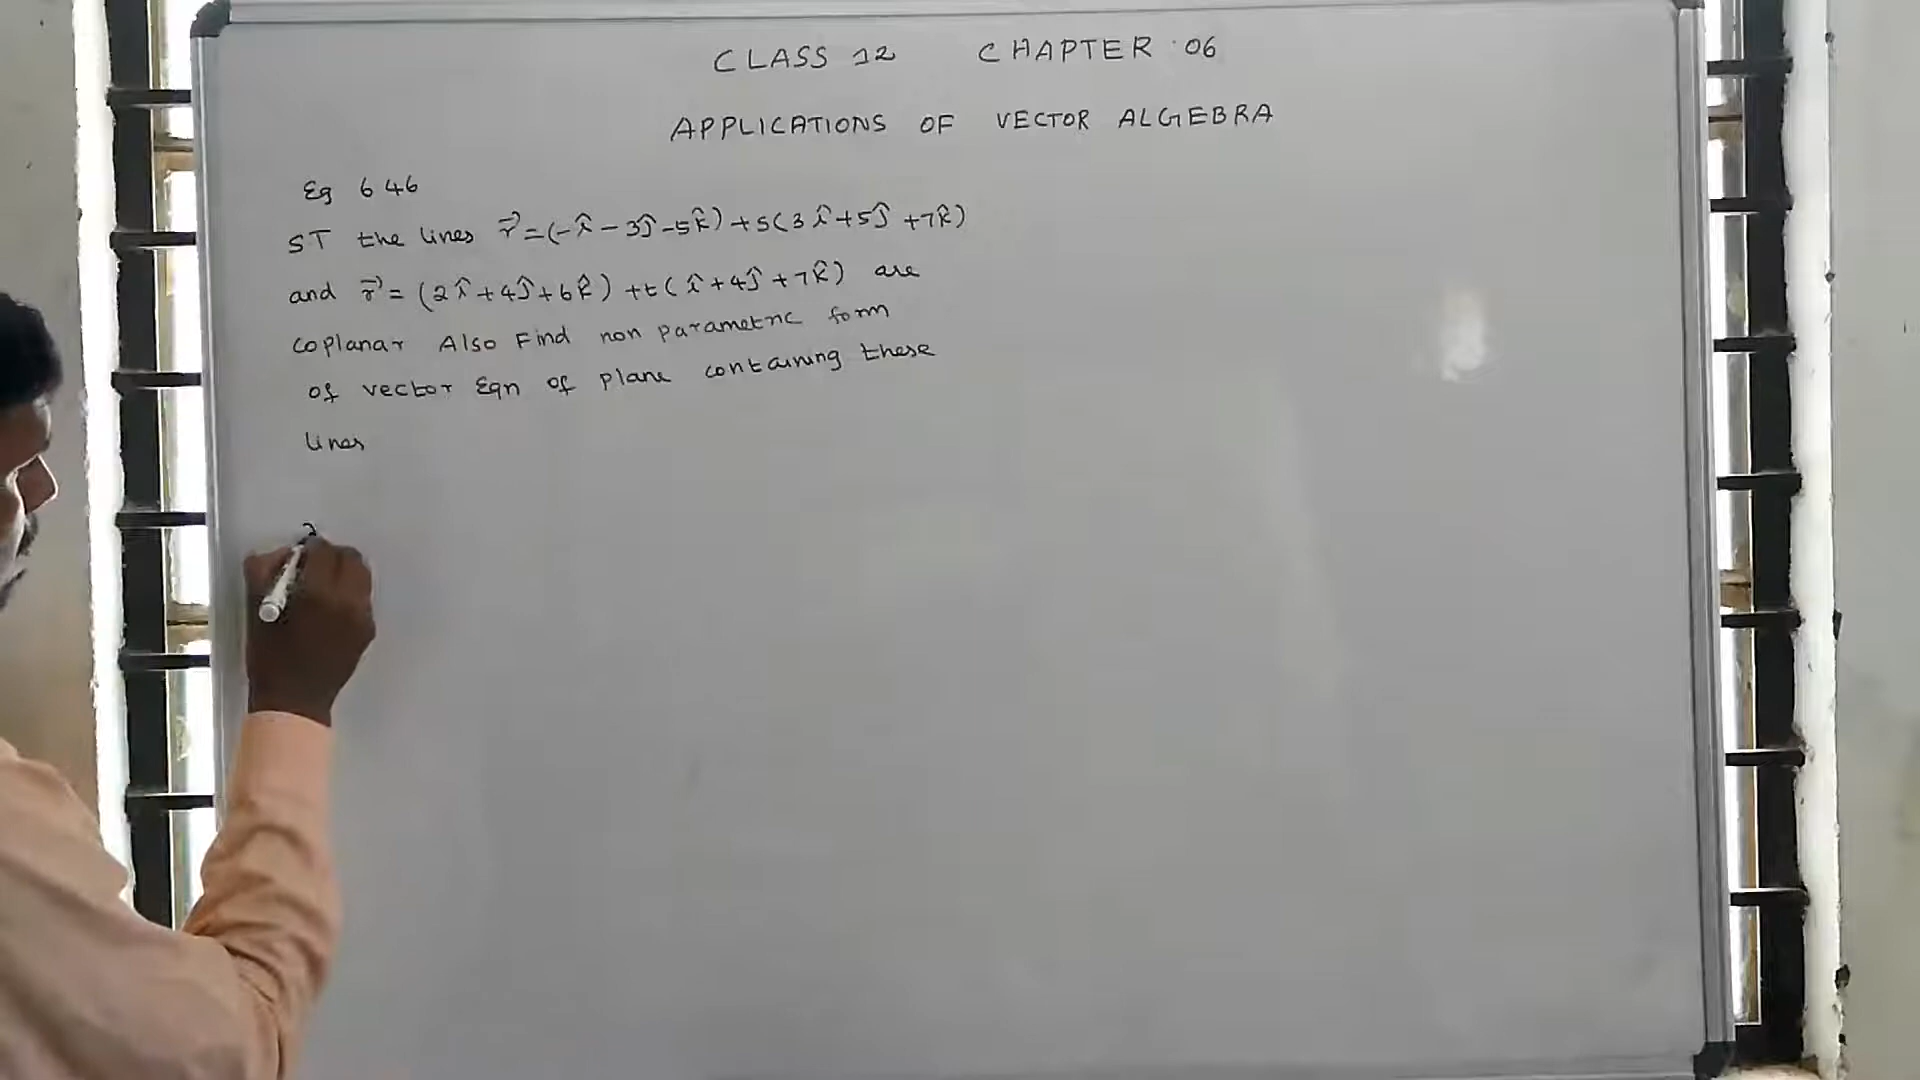 CLASS 12 CHAPTER 06
APPLICATIONS OF VECTOR ALGEBRA
Eg 6 46
ST the lines r⃗=(-î-3ĵ-5k̂)+s(3î+5ĵ+7k̂)
and r⃗=(2î+4ĵ+6k̂)+t(î+4ĵ+7k̂) are
coplanar Also Find non parametric form
of vector Eqn of plane containing these
lines